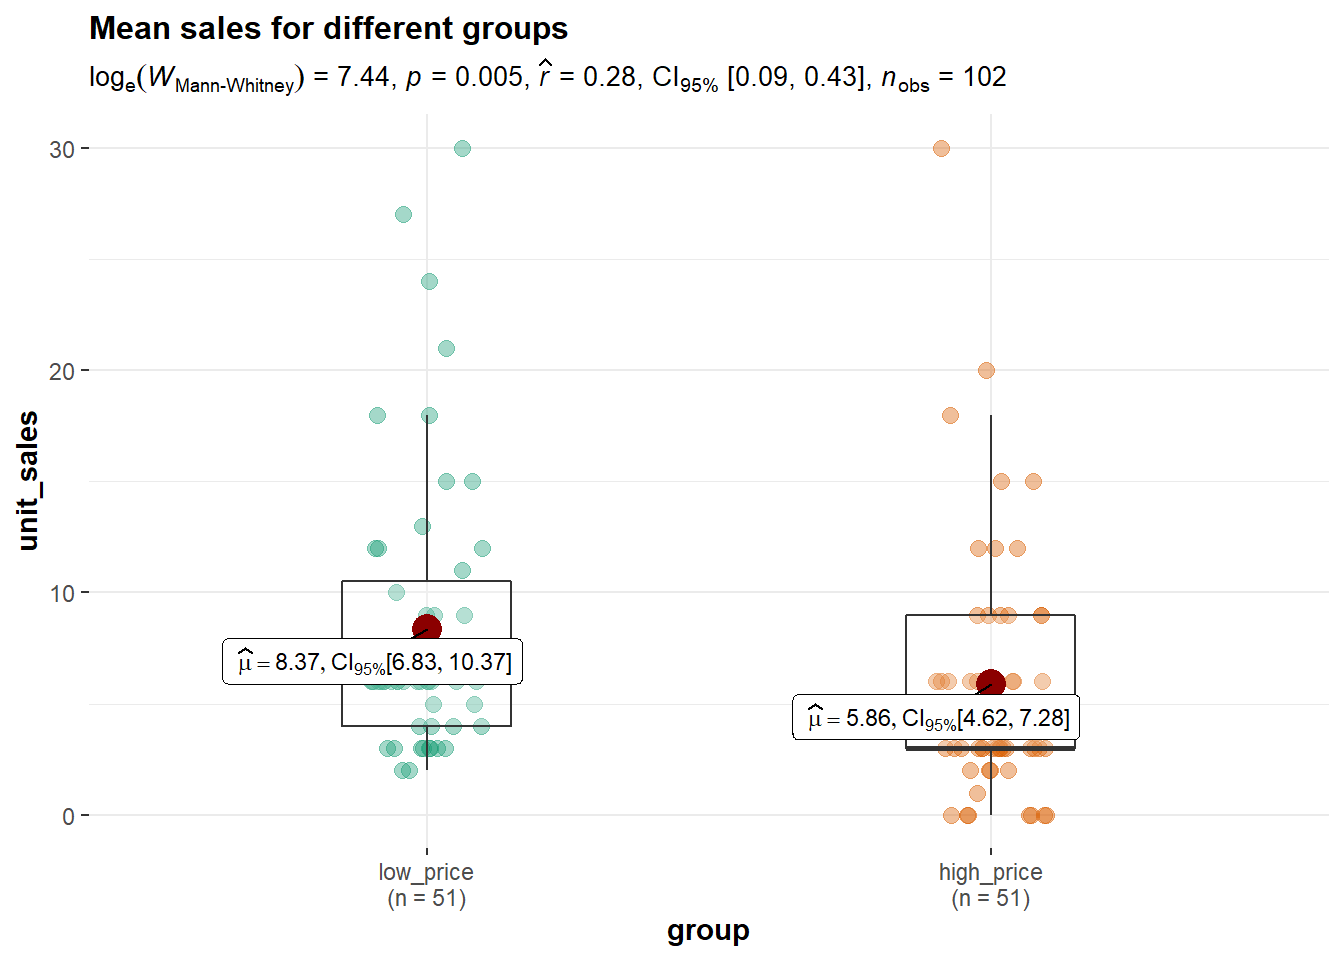 Mean sales for different groups
logₑ(W Mann-Whitney) = 7.44, p = 0.005, r̂ = 0.28, CI95% [0.09, 0.43], nobs = 102
30
20
10
0
unit_sales
μ̂ = 8.37, CI95%[6.83, 10.37]
μ̂ = 5.86, CI95%[4.62, 7.28]
low_price
(n = 51)
high_price
(n = 51)
group